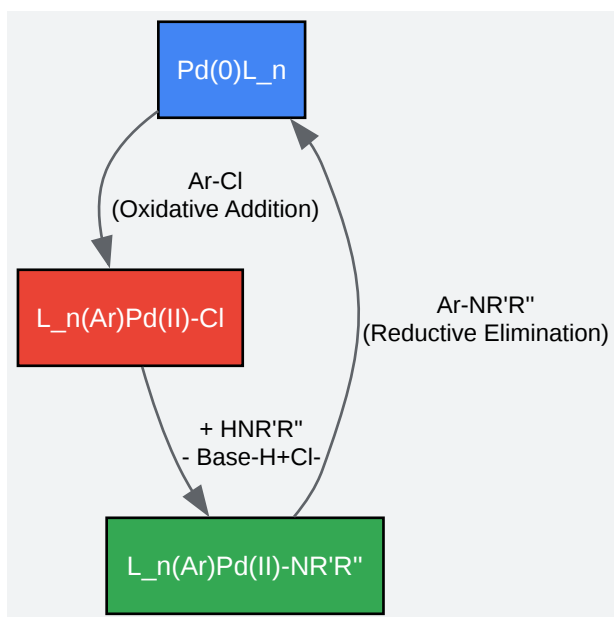 Pd(0)L_n
Ar-Cl
(Oxidative Addition)
L_n(Ar)Pd(II)-Cl
Ar-NR'R"
(Reductive Elimination)
+ HNR'R"
- Base-H+Cl-
L_n(Ar)Pd(II)-NR'R"